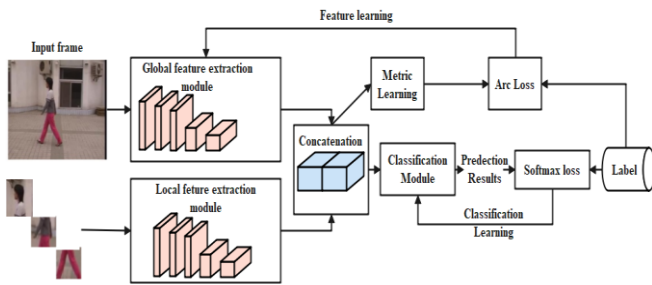 Feature learning
Input frame
Global feature extraction
module
Metric
Learning
Arc Loss
Concatenation
Classification
Module
Predection
Results
Softmax loss
Label
Local feture extraction
module
Classification
Learning